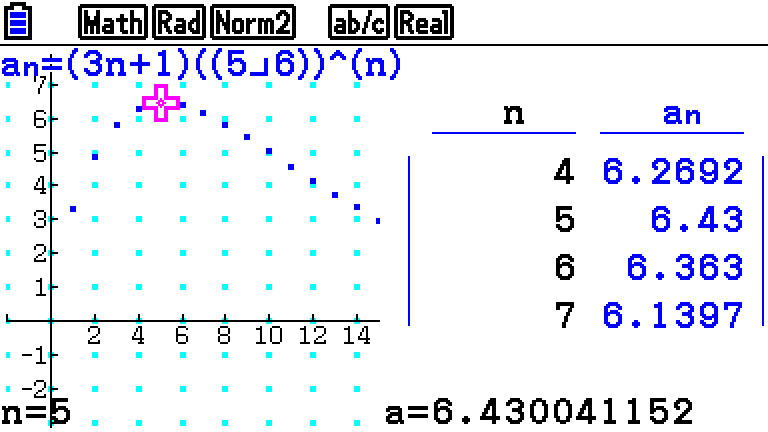 Math Rad Norm2 ab/c Real
an=(3n+1)((5⌟6))^(n)
7
6
5
4
3
2
1
2 4 6 8 10 12 14
-1
-2
n an
4 6.2692
5 6.43
6 6.363
7 6.1397
n=5 a=6.430041152